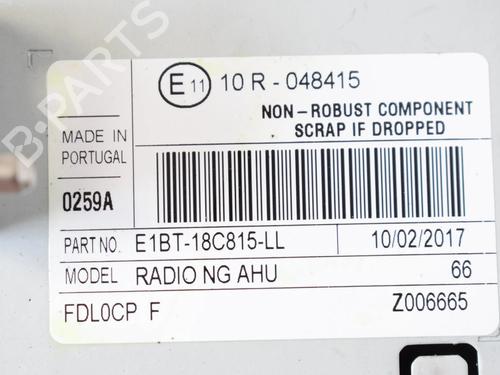 E 11 10 R - 048415
NON-ROBUST COMPONENT
SCRAP IF DROPPED
MADE IN
PORTUGAL
0259A
PART NO. E1BT-18C815-LL 10/02/2017
MODEL RADIO NG AHU 66
FDL0CP F Z006665
B-PARTS